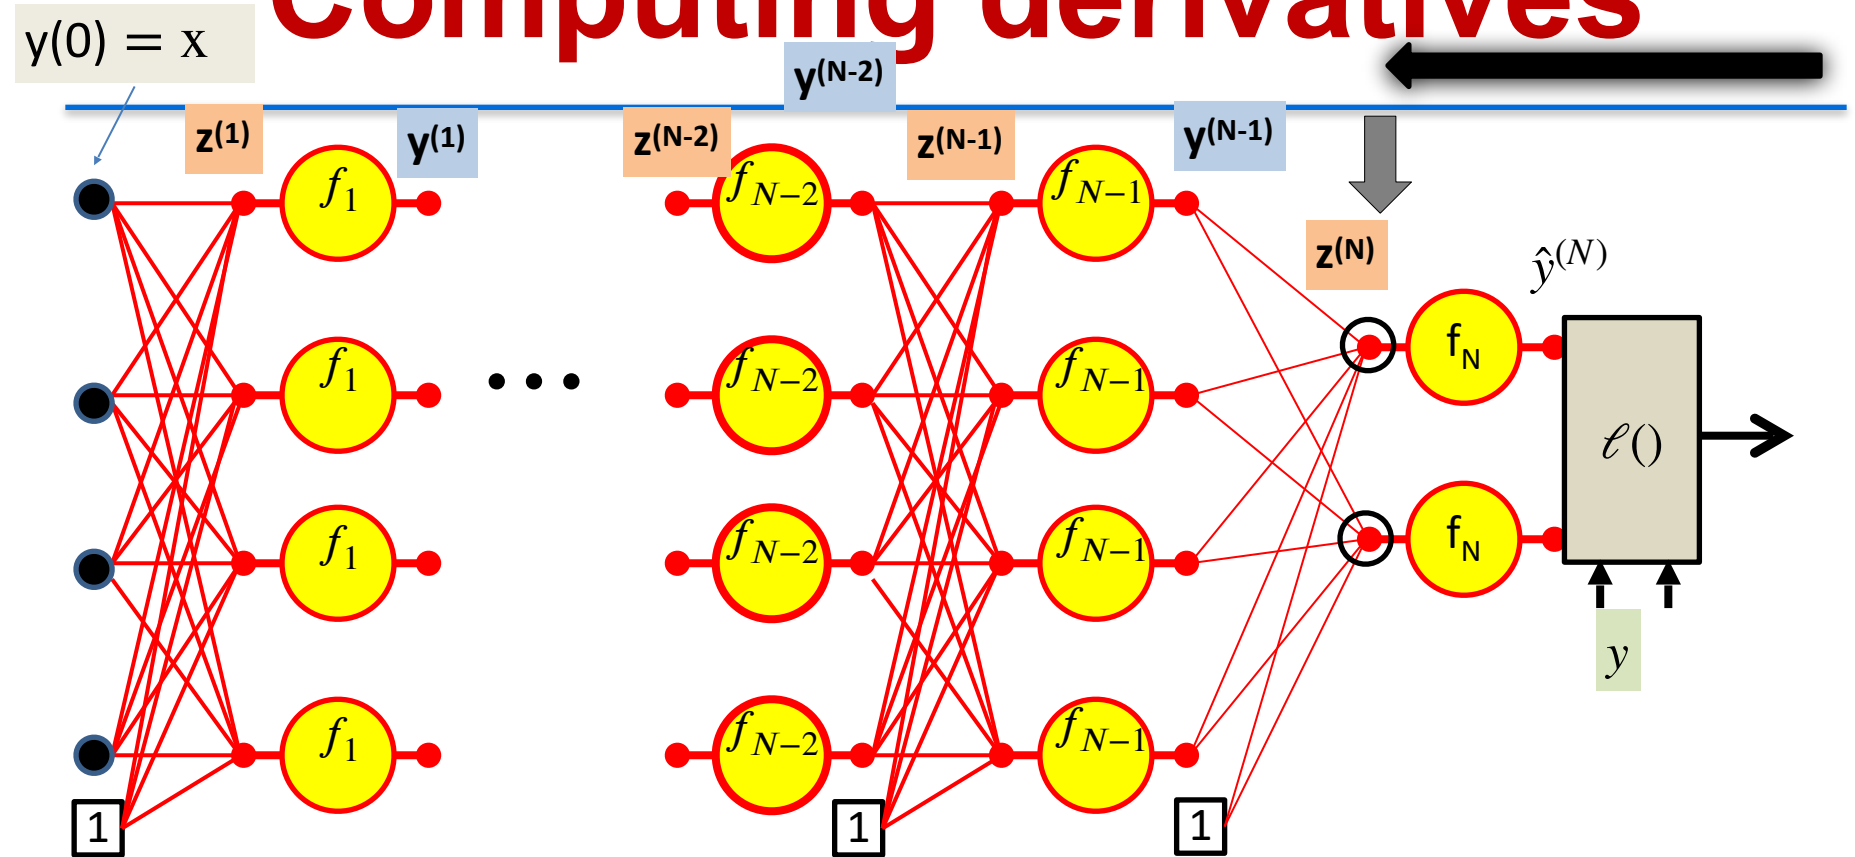 Computing derivatives
y(0) = x
y(N-2)
z(1)
y(1)
z(N-2)
z(N-1)
y(N-1)
z(N)
ŷ(N)
f1
fN−2
fN−1
fN
f1
fN−2
fN−1
• • •
ℓ()
f1
fN−2
fN−1
fN
y
f1
fN−2
fN−1
1
1
1